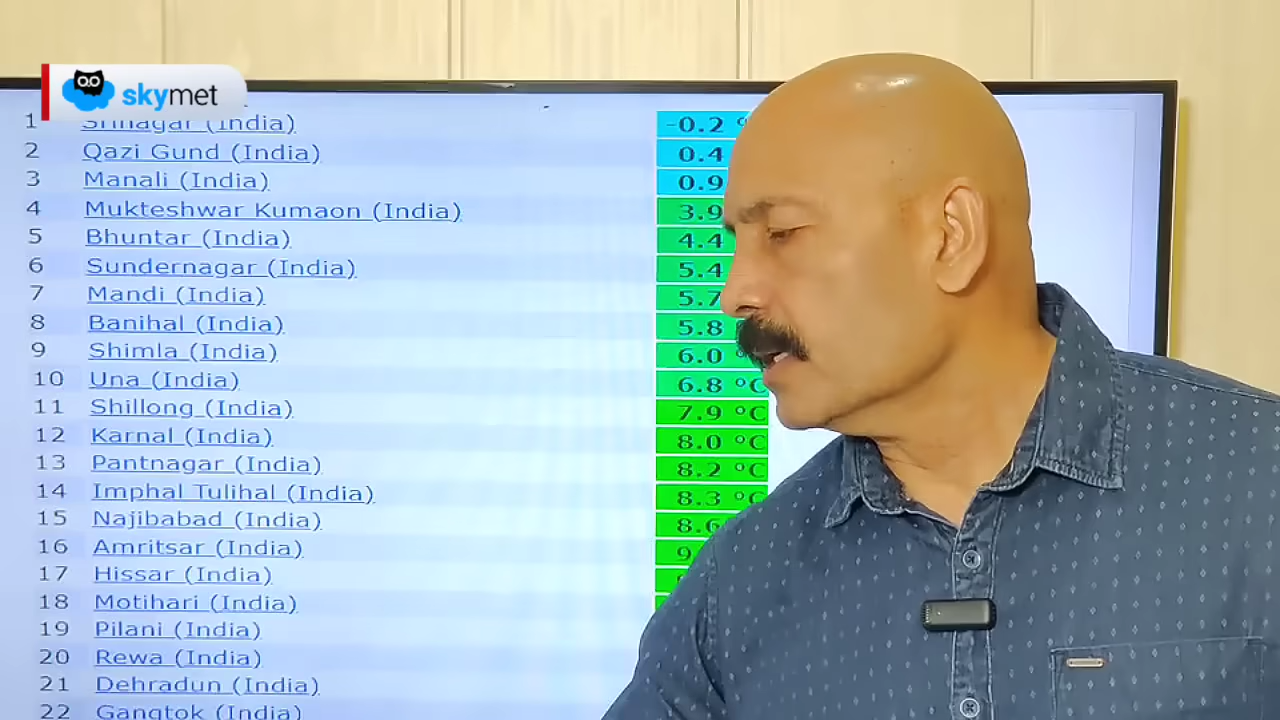 skymet
1 Srinagar (India) -0.2
2 Qazi Gund (India) 0.4
3 Manali (India) 0.9
4 Mukteshwar Kumaon (India) 3.9
5 Bhuntar (India) 4.4
6 Sundernagar (India) 5.4
7 Mandi (India) 5.7
8 Banihal (India) 5.8
9 Shimla (India) 6.0 °
10 Una (India) 6.8 °C
11 Shillong (India) 7.9 °C
12 Karnal (India) 8.0 °C
13 Pantnagar (India) 8.2 °C
14 Imphal Tulihal (India) 8.3 °C
15 Najibabad (India) 8.6
16 Amritsar (India) 9
17 Hissar (India)
18 Motihari (India)
19 Pilani (India)
20 Rewa (India)
21 Dehradun (India)
22 Gangtok (India)